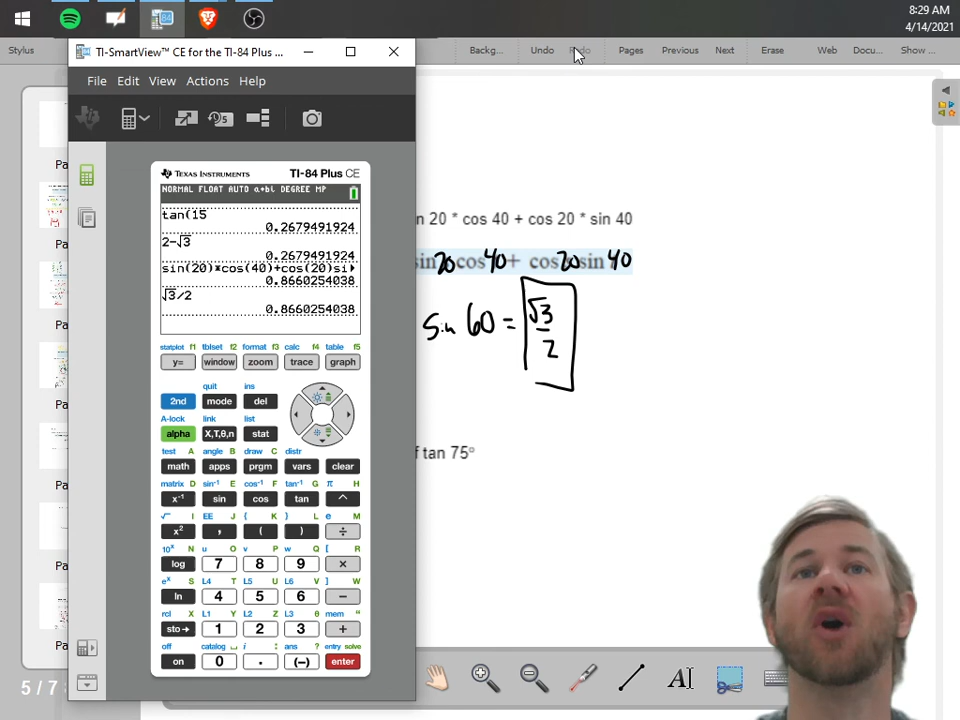 8:29 AM
4/14/2021
Stylus
Backg...
Undo
Redo
Pages
Previous
Next
Erase
Web
Docu...
Show ...
TI-SmartView™ CE for the TI-84 Plus ...
File Edit View Help
TEXAS INSTRUMENTS TI-84 Plus CE
NORMAL FLOAT AUTO a+bi DEGREE MP
tan(15
0.2679491924
2-√3
0.2679491924
sin(20)*cos(40)+cos(20)si
0.8660254038
√3/2
0.8660254038
statplot f1 tblset f2 format f3 calc f4 table f5
y= window zoom trace graph
quit ins
2nd mode del
A-lock link list
alpha X,T,θ,n stat
test A angle B draw C distr
math apps prgm vars clear
matrix D sin⁻¹ E cos⁻¹ F tan⁻¹ G π H
x⁻¹ sin cos tan ^
√ I EE J { K } L e M
x² , ( ) ÷
10ˣ N u O v P w Q [ R
log 7 8 9 ×
eˣ S L4 T L5 U L6 V ] W
ln 4 5 6 −
rcl X L1 Y L2 Z L3 θ mem "
sto→ 1 2 3 +
off catalog i : ans ? entry solve
on 0 . (−) enter
n 20 * cos 40 + cos 20 * sin 40
sin 20 cos 40 + cos 20 sin 40
sin 60 = √3
2
f tan 75°
Pa
Pa
Pa
Pa
Pa
Pa
Pa
5 / 7
A